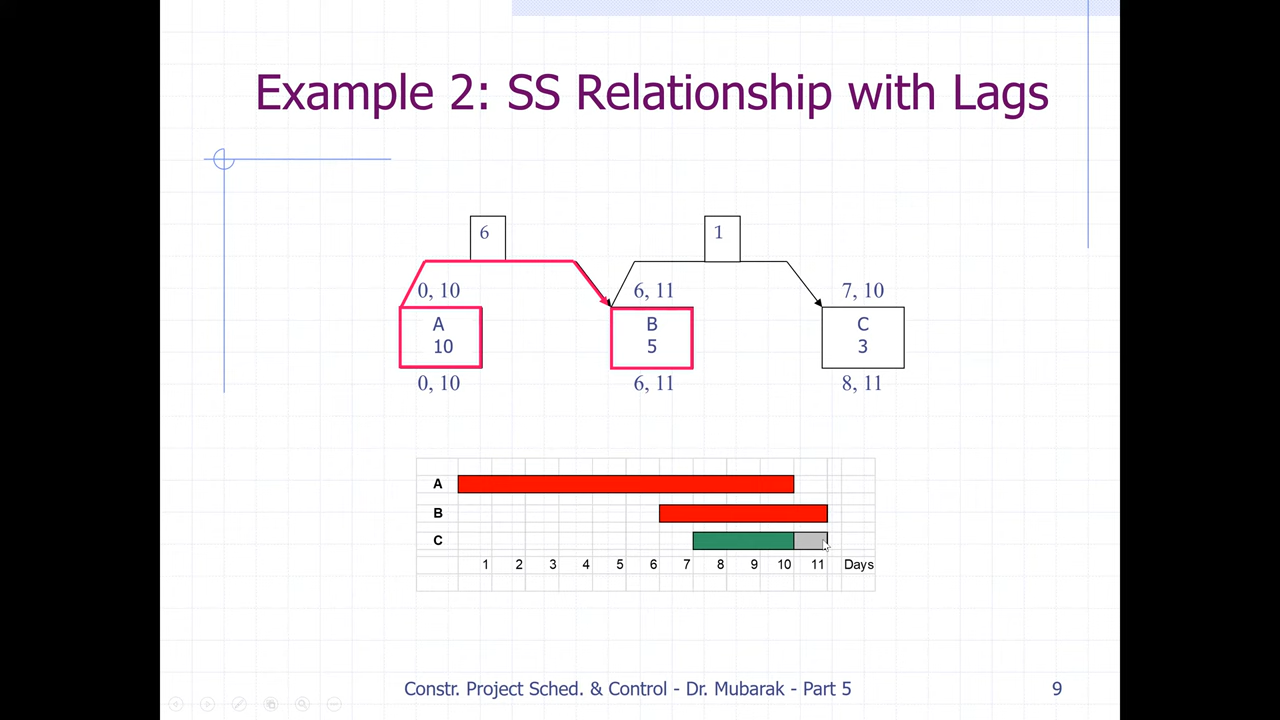 Example 2: SS Relationship with Lags
6 1
0, 10 6, 11 7, 10
A B C
10 5 3
0, 10 6, 11 8, 11
A
B
C
1 2 3 4 5 6 7 8 9 10 11 Days
Constr. Project Sched. & Control - Dr. Mubarak - Part 5 9